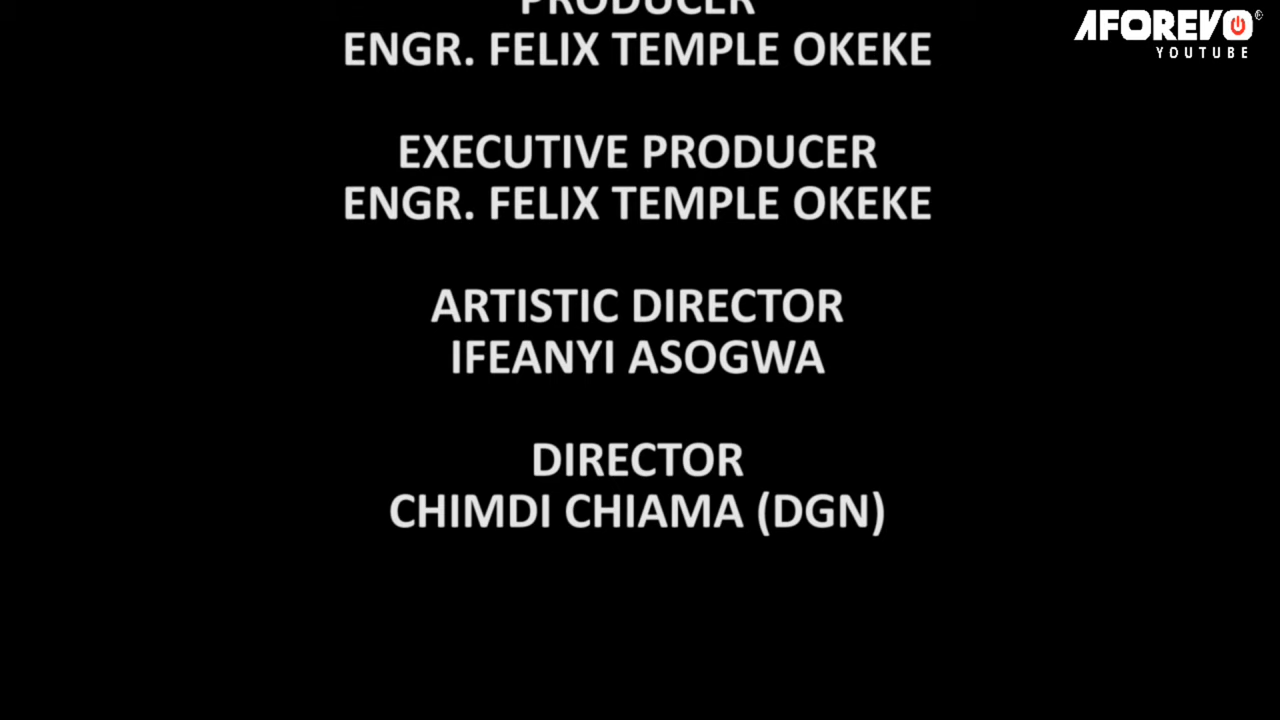 PRODUCER
ENGR. FELIX TEMPLE OKEKE
EXECUTIVE PRODUCER
ENGR. FELIX TEMPLE OKEKE
ARTISTIC DIRECTOR
IFEANYI ASOGWA
DIRECTOR
CHIMDI CHIAMA (DGN)
AFOREVO
YOUTUBE